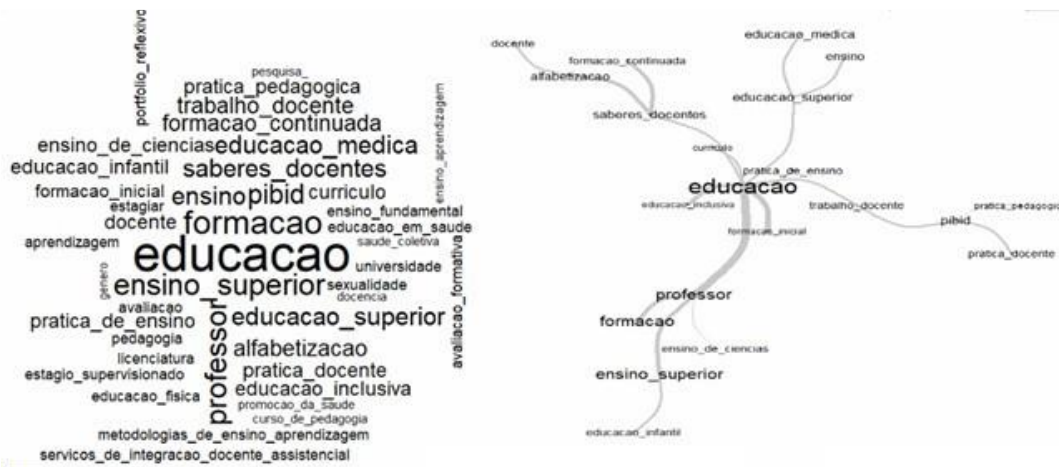 portfolio_reflexivo
pesquisa_
pratica_pedagogica
trabalho_docente
formacao_continuada
ensino_aprendizagem
ensino_de_ciencias
educacao_medica
educacao_infantil
saberes_docentes
formacao_inicial
ensino
pibid
curriculo
estagiar
docente
formacao
ensino_fundamental
educacao_em_saude
aprendizagem
educacao
saude_coletiva
universidade
genero
ensino_superior
sexualidade
docencia
avaliacao_formativa
avaliacao
pratica_de_ensino
professor
educacao_superior
pedagogia
licenciatura
alfabetizacao
estagio_supervisionado
pratica_docente
educacao_fisica
educacao_inclusiva
promocao_da_saude
curso_de_pedagogia
metodologias_de_ensino_aprendizagem
servicos_de_integracao_docente_assistencial
educacao_medica
docente
ensino
formacao_continuada
alfabetizacao
educacao_superior
saberes_docentes
curriculo
pratica_de_ensino
educacao
educacao_inclusiva
trabalho_docente
pratica_pedagogic
pibid
formacao_inicial
pratica_docente
professor
formacao
ensino_de_ciencias
ensino_superior
educacao_infantil